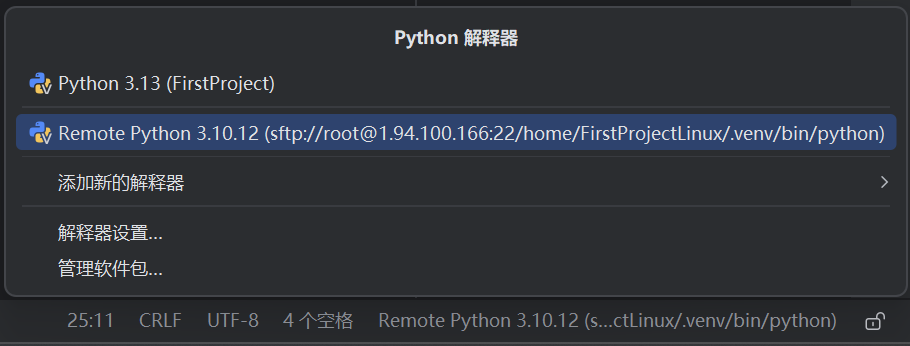 Python 解释器
Python 3.13 (FirstProject)
Remote Python 3.10.12 (sftp://root@1.94.100.166:22/home/FirstProjectLinux/.venv/bin/python)
添加新的解释器
解释器设置...
管理软件包...
25:11 CRLF UTF-8 4 个空格 Remote Python 3.10.12 (s...ctLinux/.venv/bin/python)